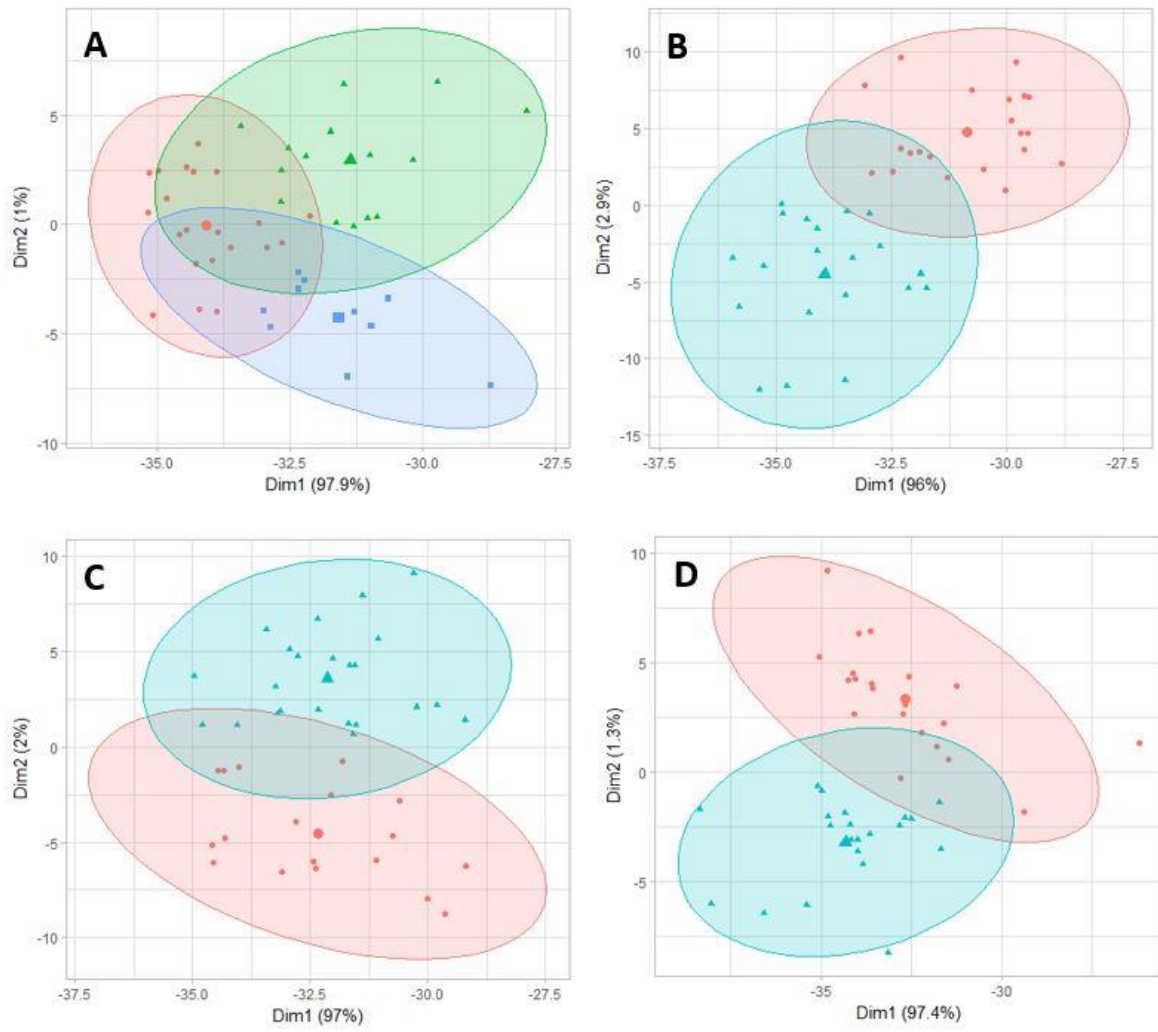 A
5
0
-5
-10
Dim2 (1%)
-35.0 -32.5 -30.0 -27.5
Dim1 (97.9%)
B
10
5
0
-5
-10
-15
Dim2 (2.9%)
-37.5 -35.0 -32.5 -30.0 -27.5
Dim1 (96%)
C
10
5
0
-5
-10
Dim2 (2%)
-37.5 -35.0 -32.5 -30.0 -27.5
Dim1 (97%)
D
10
5
0
-5
Dim2 (1.3%)
-35 -30
Dim1 (97.4%)